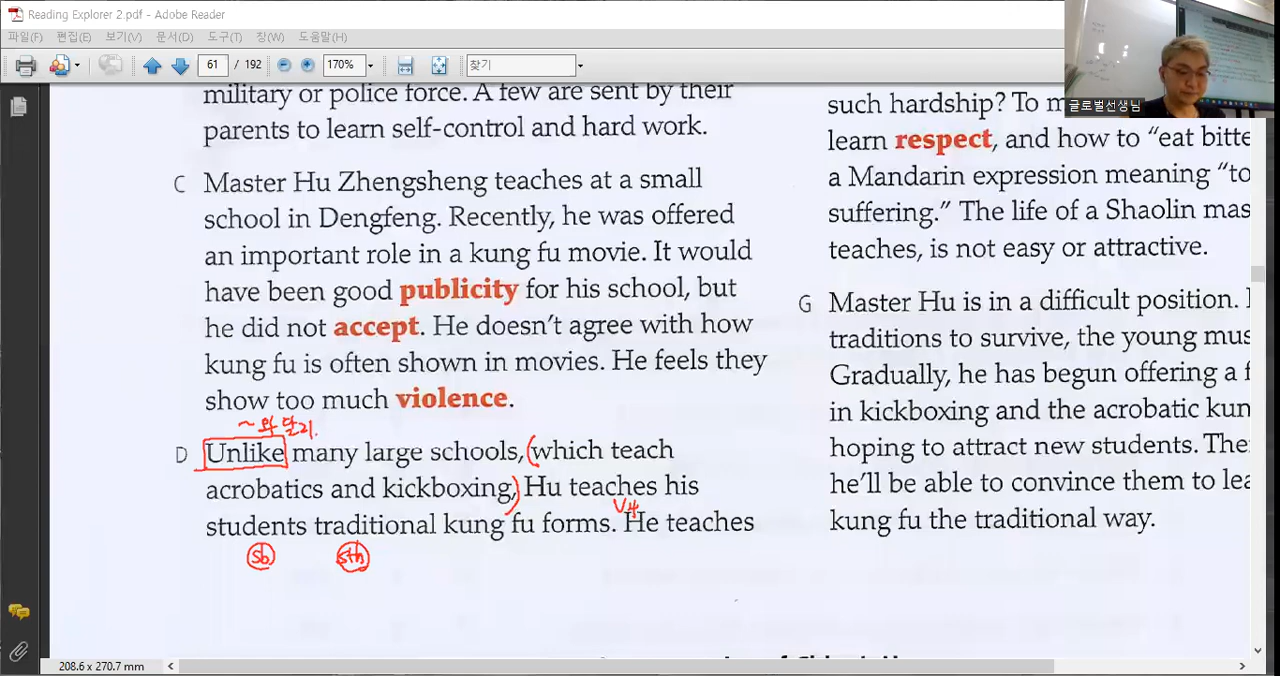 Reading Explorer 2.pdf - Adobe Reader
파일(F) 편집(E) 보기(V) 문서(D) 도구(T) 창(W) 도움말(H)
61 / 192 170% 찾기
글로벌선생님
military or police force. A few are sent by their
parents to learn self-control and hard work.
C Master Hu Zhengsheng teaches at a small
school in Dengfeng. Recently, he was offered
an important role in a kung fu movie. It would
have been good publicity for his school, but
he did not accept. He doesn't agree with how
kung fu is often shown in movies. He feels they
show too much violence.
~와 달리.
D Unlike many large schools, (which teach
acrobatics and kickboxing,) Hu teaches his
V4
students traditional kung fu forms. He teaches
sb sth
such hardship? To m
learn respect, and how to "eat bitte
a Mandarin expression meaning "to
suffering." The life of a Shaolin mas
teaches, is not easy or attractive.
G Master Hu is in a difficult position. I
traditions to survive, the young mus
Gradually, he has begun offering a f
in kickboxing and the acrobatic kun
hoping to attract new students. The
he'll be able to convince them to lea
kung fu the traditional way.
208.6 x 270.7 mm